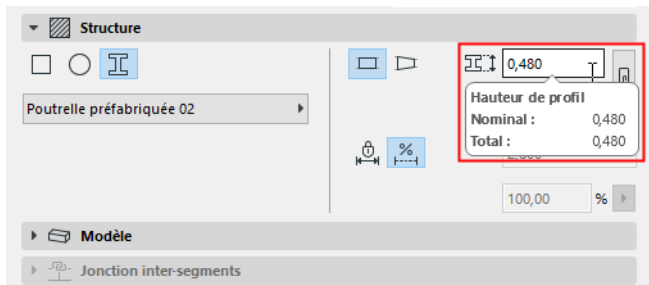 Structure
0,480
Poutrelle préfabriquée 02
Hauteur de profil
Nominal : 0,480
Total : 0,480
%
100,00 %
Modèle
Jonction inter-segments